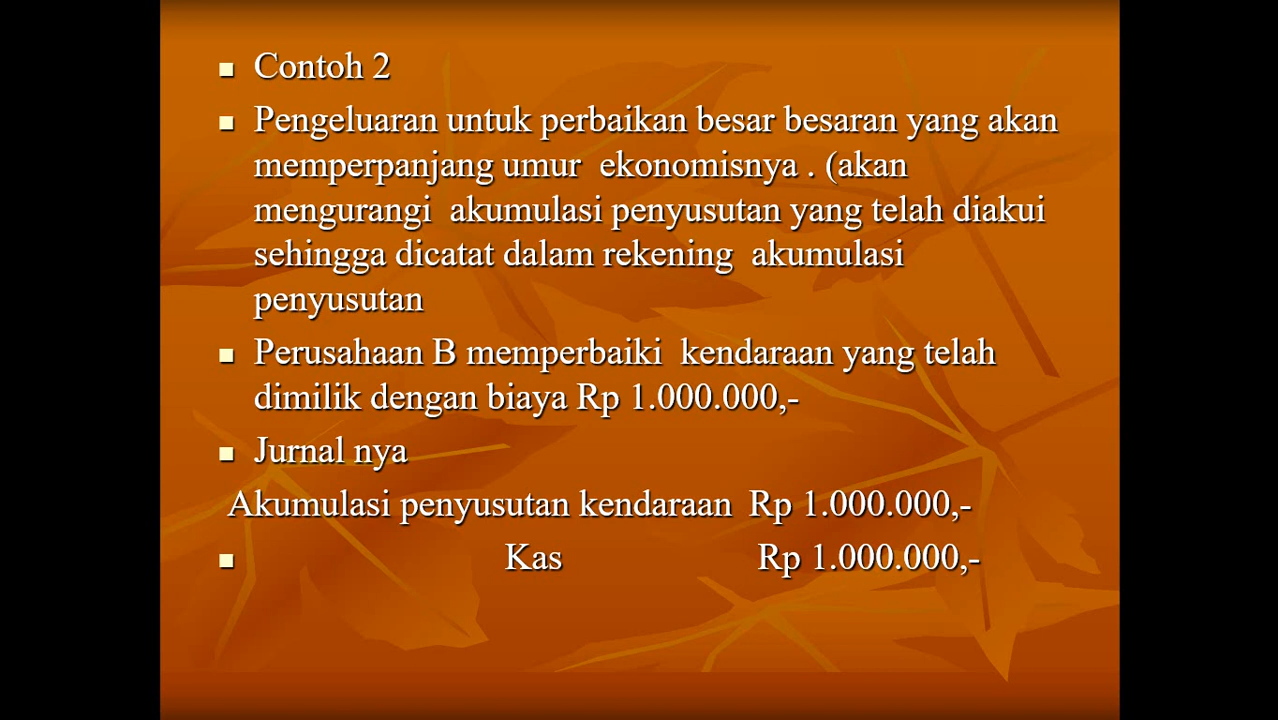 Contoh 2
Pengeluaran untuk perbaikan besar besaran yang akan
memperpanjang umur ekonomisnya . (akan
mengurangi akumulasi penyusutan yang telah diakui
sehingga dicatat dalam rekening akumulasi
penyusutan
Perusahaan B memperbaiki kendaraan yang telah
dimilik dengan biaya Rp 1.000.000,-
Jurnal nya
Akumulasi penyusutan kendaraan Rp 1.000.000,-
Kas Rp 1.000.000,-